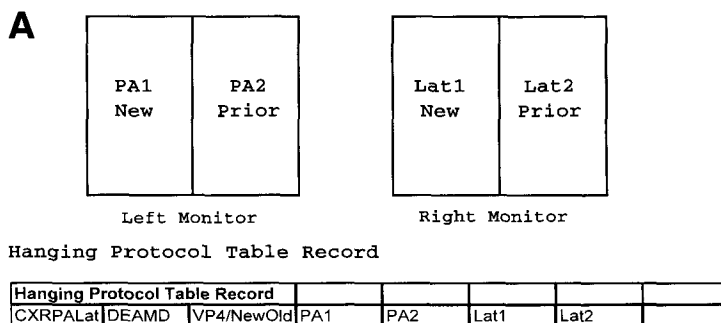 A
PA1 PA2 Lat1 Lat2
New Prior New Prior
Left Monitor Right Monitor
Hanging Protocol Table Record
Hanging Protocol Table Record
CXRPALat DEAMD VP4/NewOld PA1 PA2 Lat1 Lat2